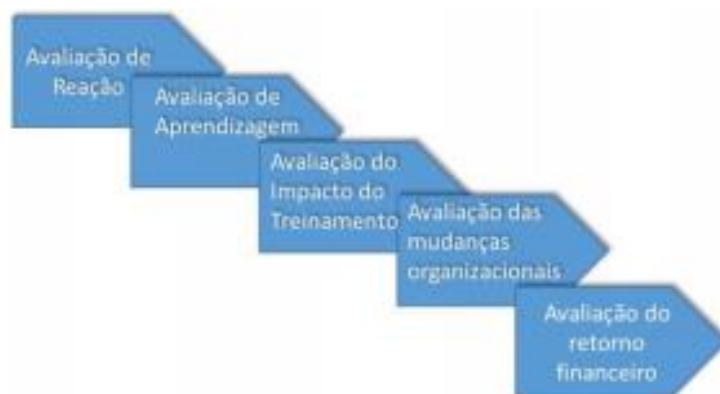 Avaliação de
Reação
Avaliação de
Aprendizagem
Avaliação do
Impacto do
Treinamento
Avaliação das
mudanças
organizacionais
Avaliação do
retorno
financeiro